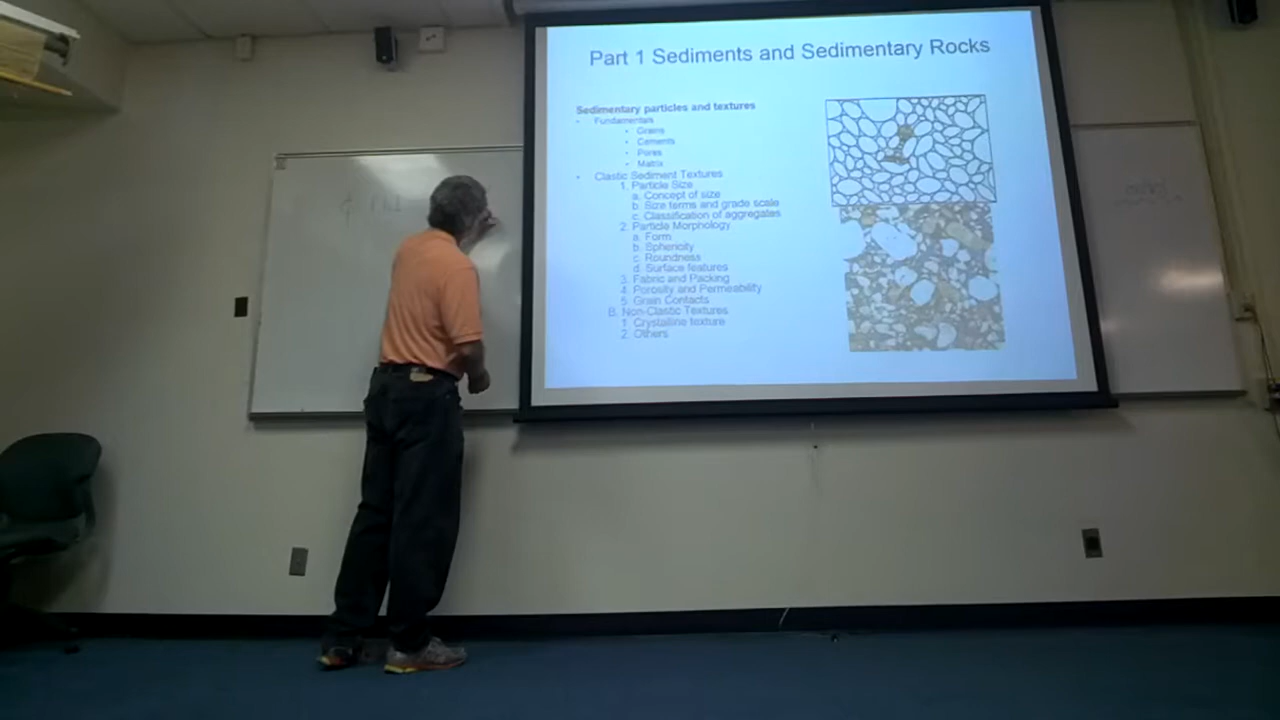 Part 1 Sediments and Sedimentary Rocks
Sedimentary particles and textures
• Fundamentals
• Grains
• Cements
• Pores
• Matrix
• Clastic Sediment Textures
1. Particle Size
a. Concept of size
b. Size terms and grade scale
c. Classification of aggregates
2. Particle Morphology
a. Form
b. Sphericity
c. Roundness
d. Surface features
3. Fabric and Packing
4. Porosity and Permeability
5. Grain Contacts
B. Non-Clastic Textures
1. Crystalline texture
2. Others